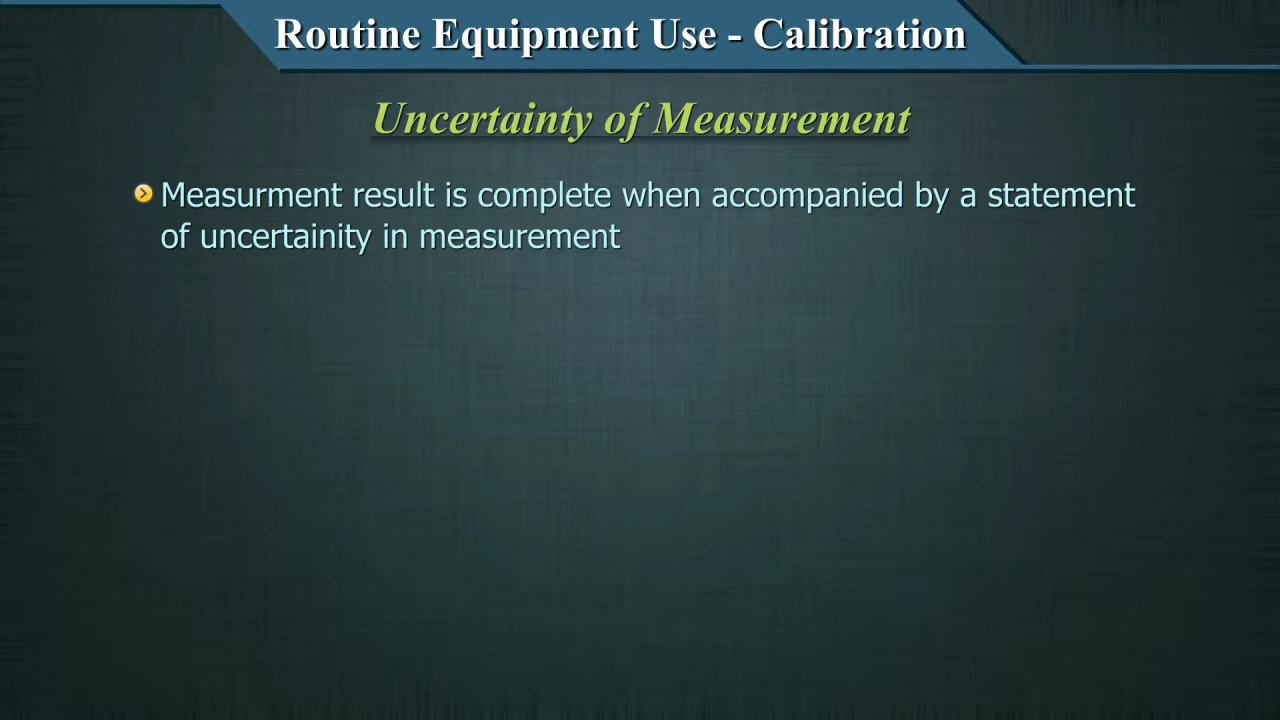 Routine Equipment Use - Calibration
Uncertainty of Measurement
Measurment result is complete when accompanied by a statement
of uncertainity in measurement